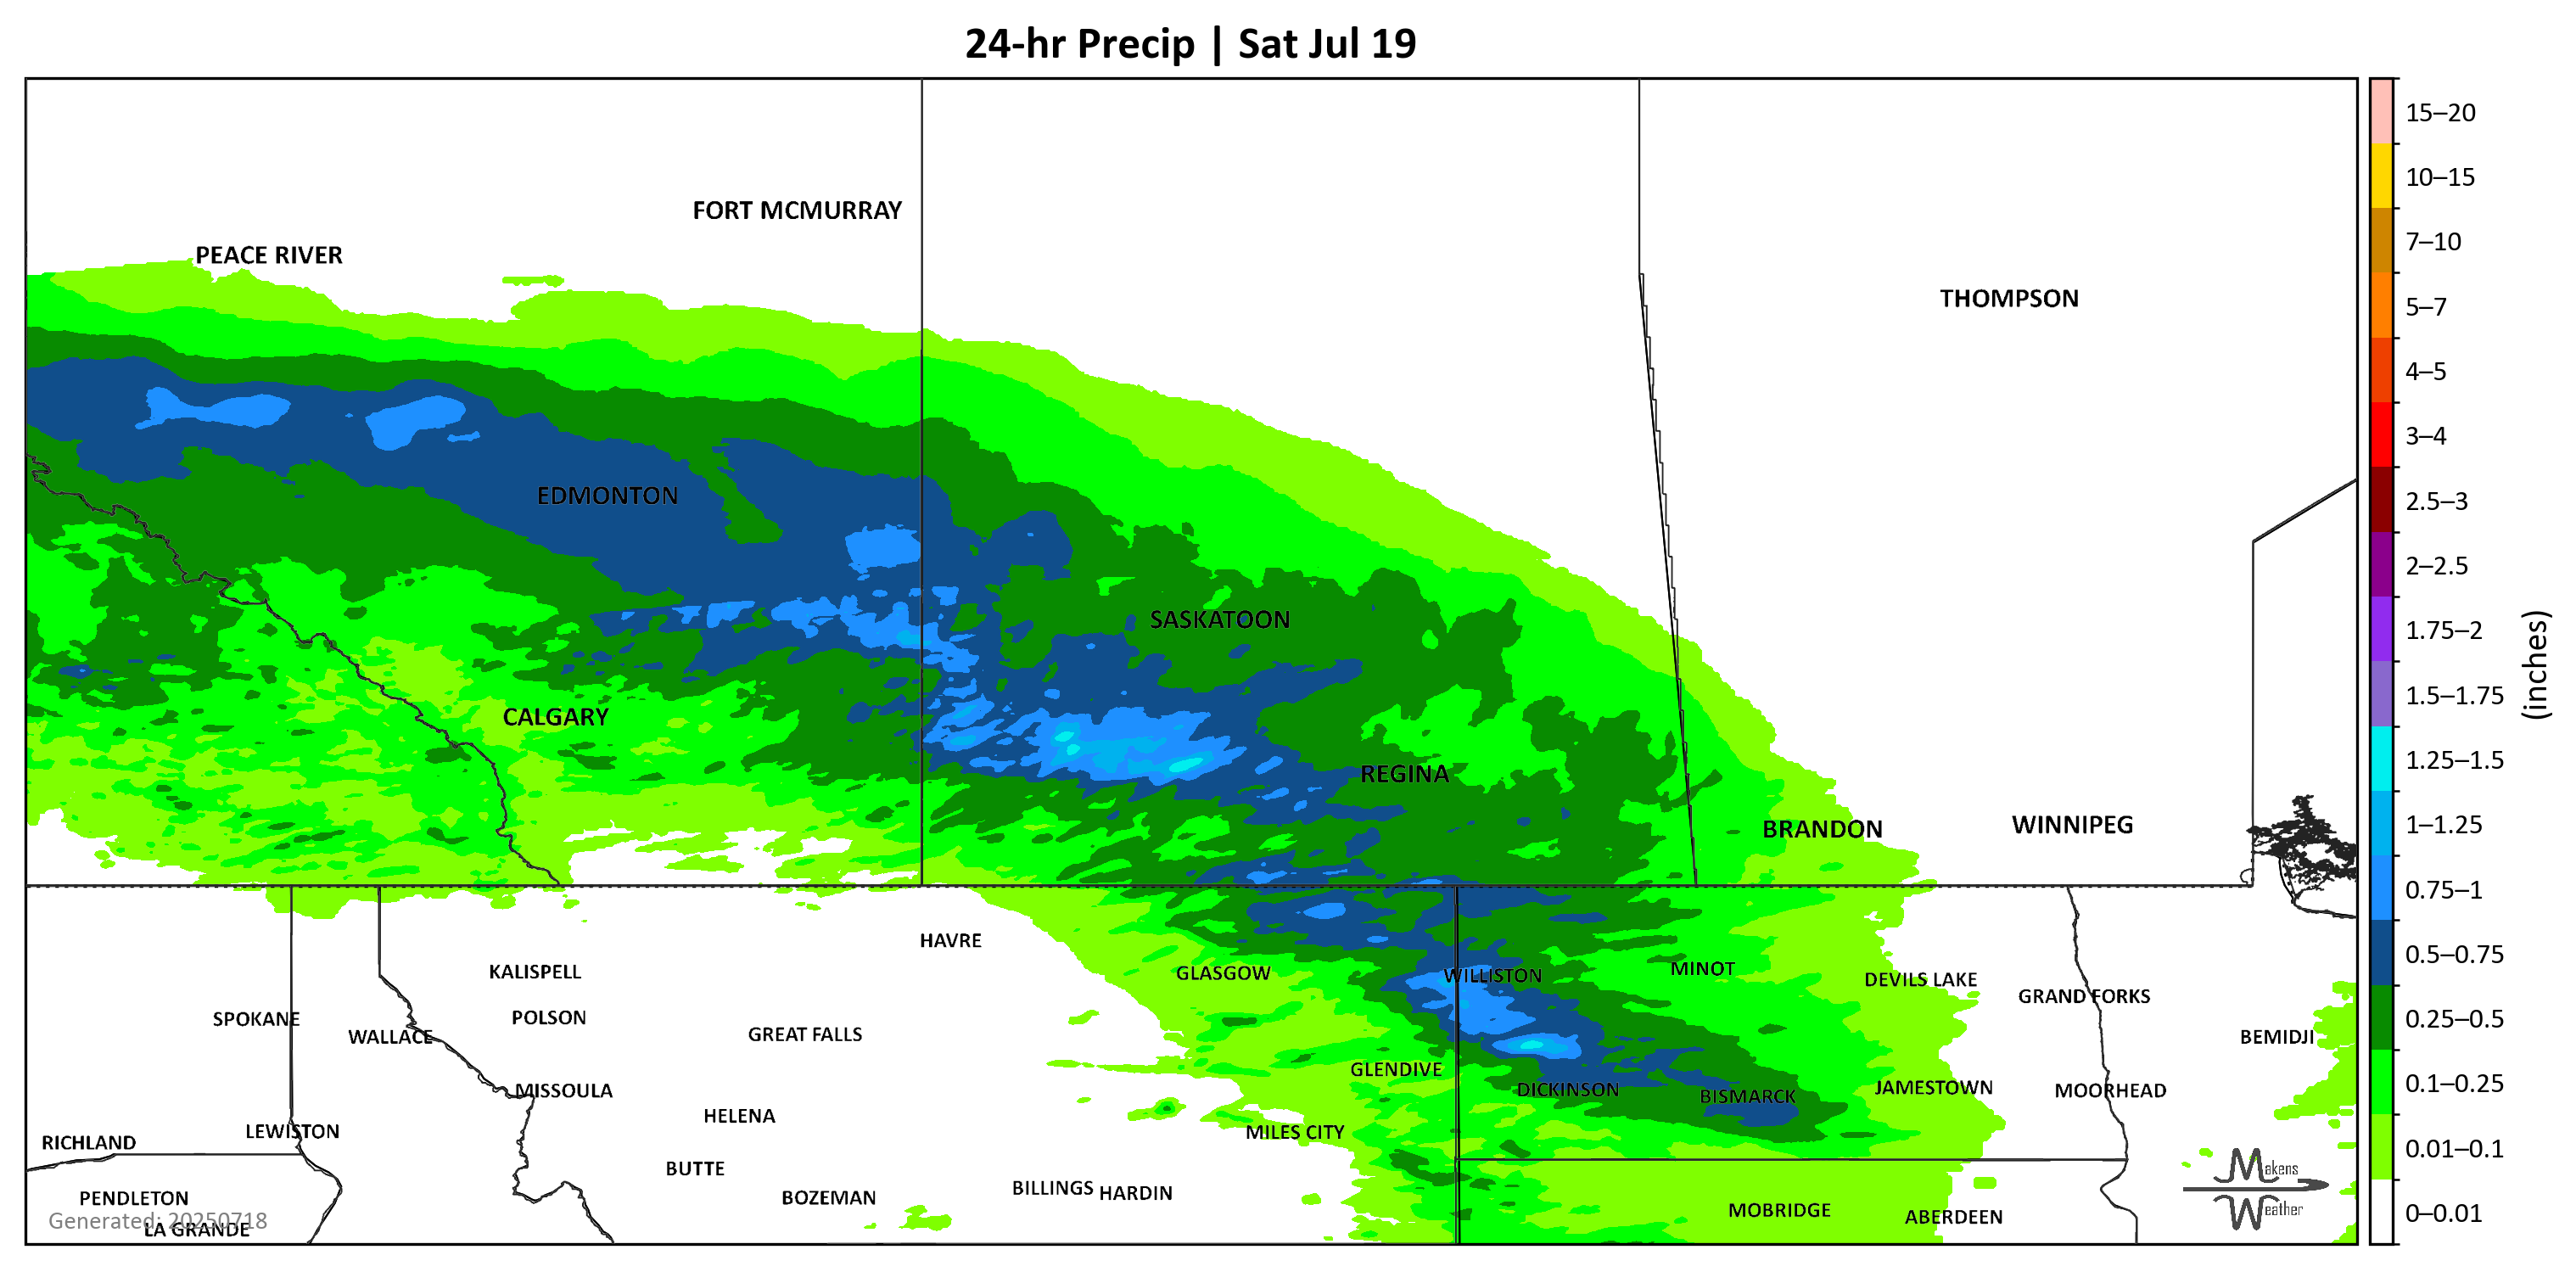 24-hr Precip | Sat Jul 19
FORT MCMURRAY
PEACE RIVER
THOMPSON
EDMONTON
SASKATOON
CALGARY
REGINA
BRANDON
WINNIPEG
HAVRE
KALISPELL
GLASGOW
WILLISTON
MINOT
DEVILS LAKE
GRAND FORKS
SPOKANE
POLSON
WALLACE
GREAT FALLS
BEMIDJI
GLENDIVE
MISSOULA
DICKINSON
BISMARCK
JAMESTOWN
MOORHEAD
HELENA
LEWISTON
MILES CITY
RICHLAND
BUTTE
BILLINGS
HARDIN
PENDLETON
BOZEMAN
MOBRIDGE
ABERDEEN
Generated: 20250718
LA GRANDE
Makens
Weather
15–20
10–15
7–10
5–7
4–5
3–4
2.5–3
2–2.5
1.75–2
1.5–1.75
1.25–1.5
1–1.25
0.75–1
0.5–0.75
0.25–0.5
0.1–0.25
0.01–0.1
0–0.01
(inches)